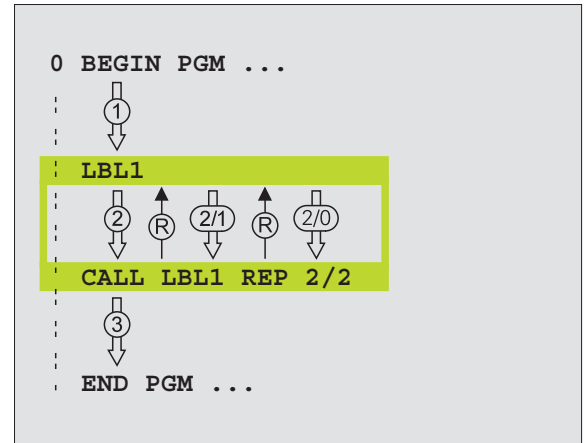 0 BEGIN PGM ...
1
LBL1
2 R 2/1 R 2/0
CALL LBL1 REP 2/2
3
END PGM ...